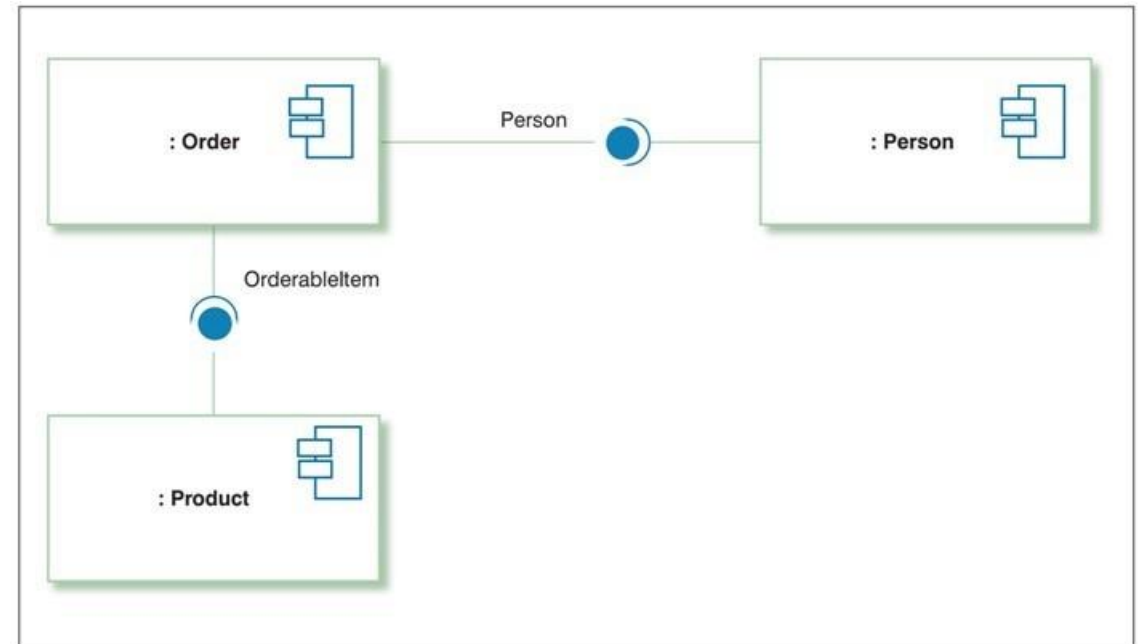 Person
: Order
: Person
OrderableItem
: Product